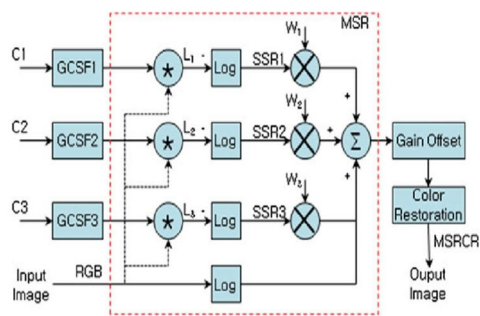 MSR
C1 GCSF1 * L₁ - Log SSR1 W₁ +
C2 GCSF2 * L₂ - Log SSR2 W₂ + Σ Gain Offset
C3 GCSF3 * L₃ - Log SSR3 W₃ + Color
Restoration
MSRCR
Input
Image
RGB
Log
Ouput
Image